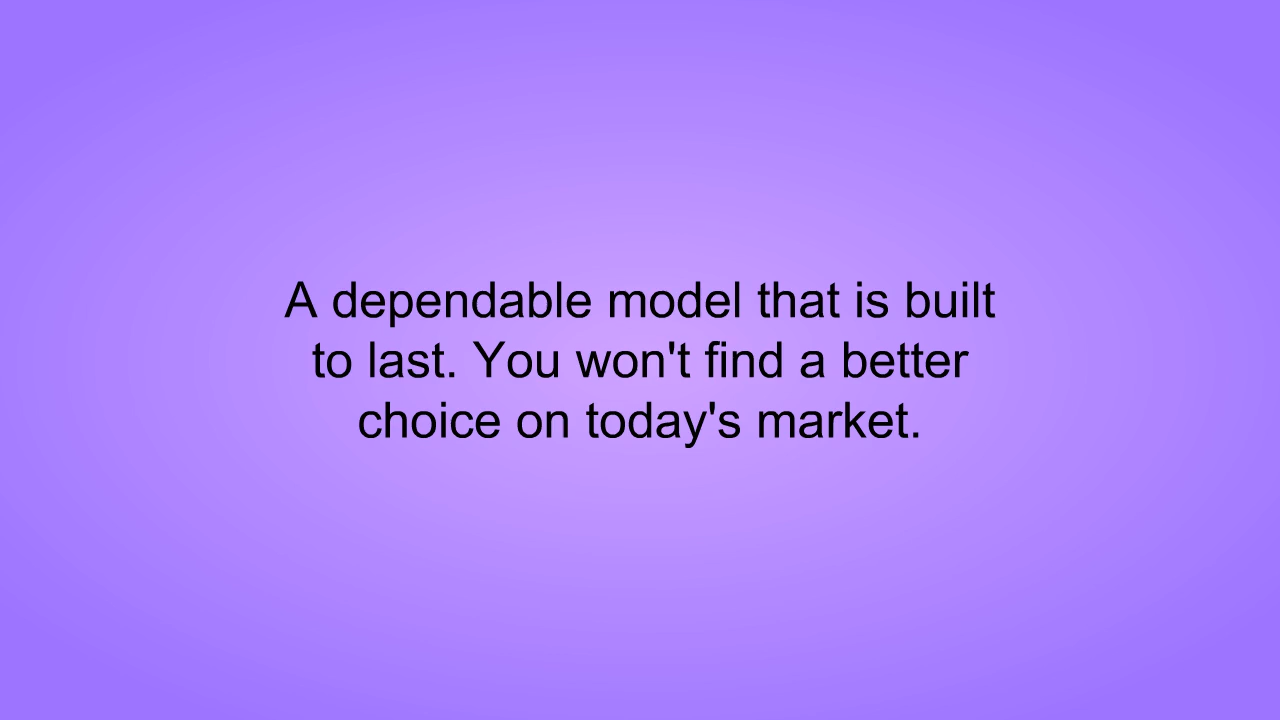 A dependable model that is built
to last. You won't find a better
choice on today's market.